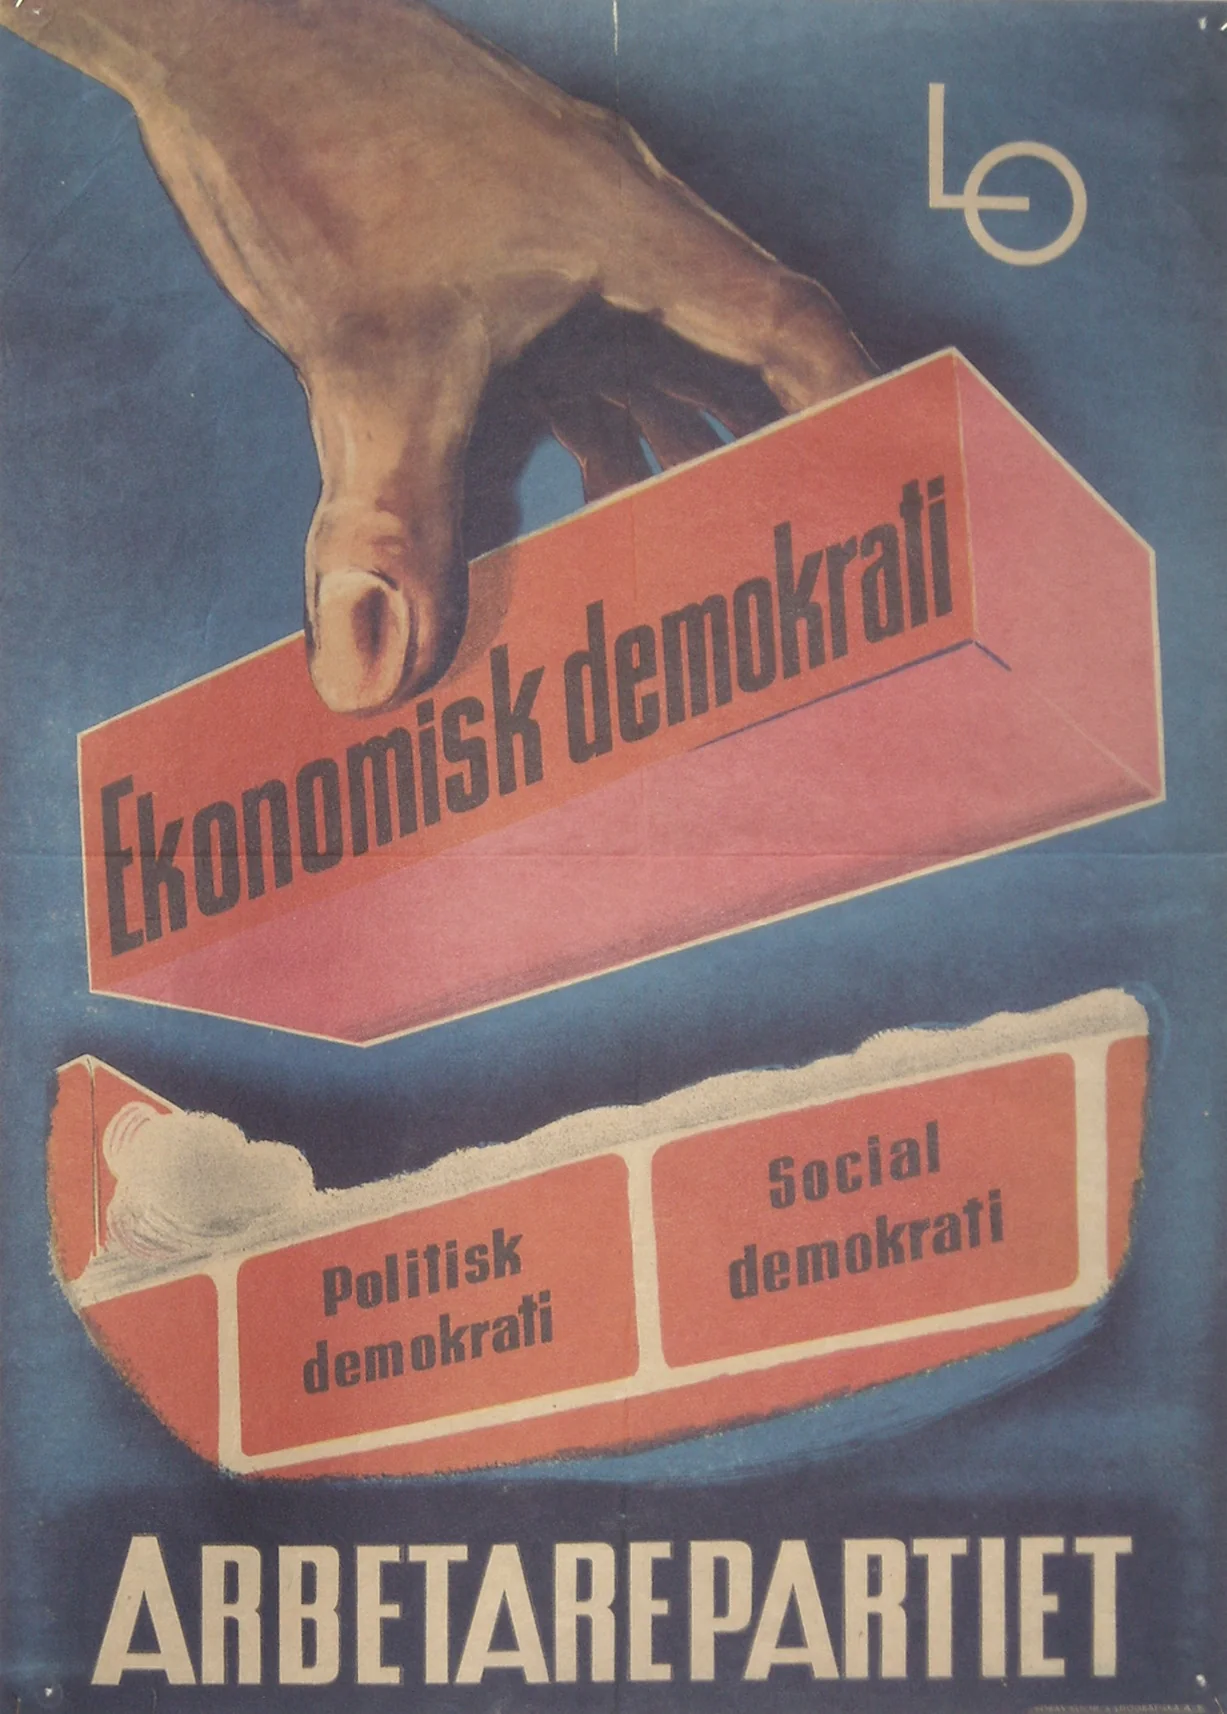 LO
Ekonomisk demokrati
Politisk
demokrati
Social
demokrati
ARBETAREPARTIET